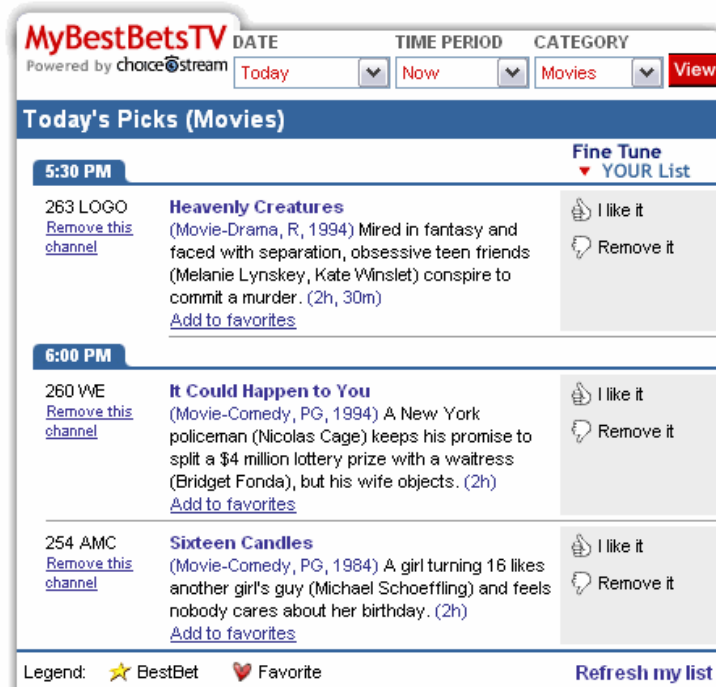 MyBestBetsTV
Powered by choicestream
DATE TIME PERIOD CATEGORY
Today Now Movies View
Today's Picks (Movies)
Fine Tune
YOUR List
5:30 PM
263 LOGO
Remove this
channel
Heavenly Creatures
(Movie-Drama, R, 1994) Mired in fantasy and
faced with separation, obsessive teen friends
(Melanie Lynskey, Kate Winslet) conspire to
commit a murder. (2h, 30m)
Add to favorites
I like it
Remove it
6:00 PM
260 WE
Remove this
channel
It Could Happen to You
(Movie-Comedy, PG, 1994) A New York
policeman (Nicolas Cage) keeps his promise to
split a $4 million lottery prize with a waitress
(Bridget Fonda), but his wife objects. (2h)
Add to favorites
I like it
Remove it
254 AMC
Remove this
channel
Sixteen Candles
(Movie-Comedy, PG, 1984) A girl turning 16 likes
another girl's guy (Michael Schoeffling) and feels
nobody cares about her birthday. (2h)
Add to favorites
I like it
Remove it
Legend: BestBet Favorite Refresh my list